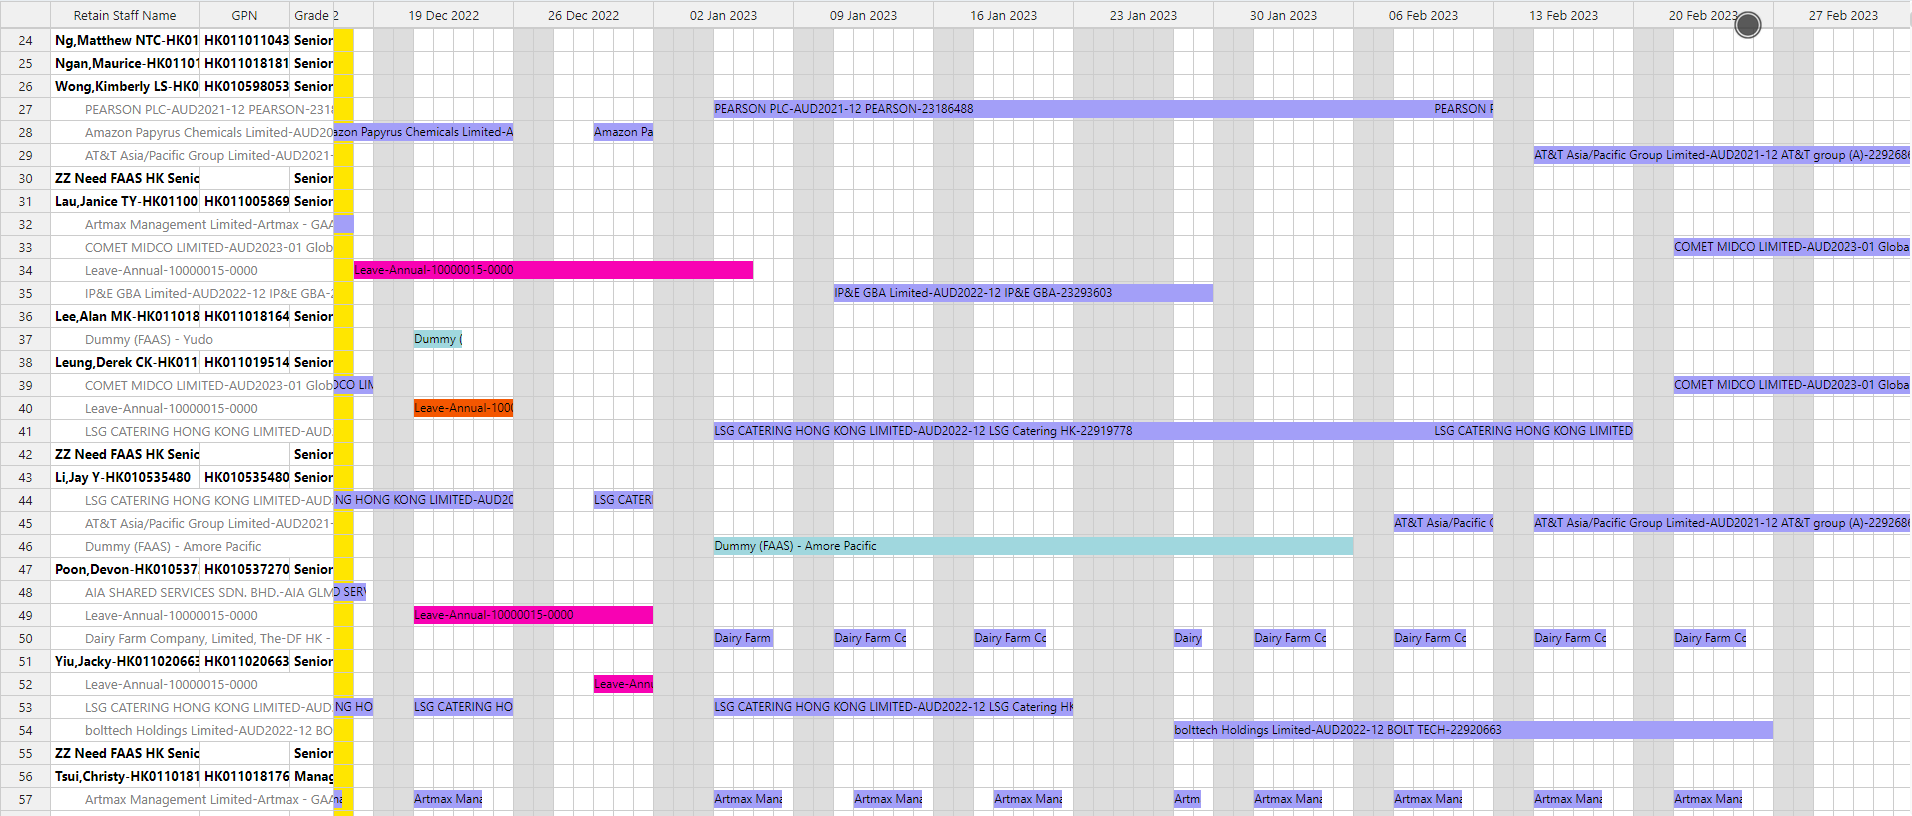 Retain Staff Name GPN Grade 2 19 Dec 2022 26 Dec 2022 02 Jan 2023 09 Jan 2023 16 Jan 2023 23 Jan 2023 30 Jan 2023 06 Feb 2023 13 Feb 2023 20 Feb 2023 27 Feb 2023
24 Ng,Matthew NTC-HK01 HK011011043 Senior
25 Ngan,Maurice-HK01101 HK011018181 Senior
26 Wong,Kimberly LS-HK0 HK010598053 Senior
27 PEARSON PLC-AUD2021-12 PEARSON-2318 PEARSON PLC-AUD2021-12 PEARSON-23186488 PEARSON P
28 Amazon Papyrus Chemicals Limited-AUD20 azon Papyrus Chemicals Limited-A Amazon Pa
29 AT&T Asia/Pacific Group Limited-AUD2021- AT&T Asia/Pacific Group Limited-AUD2021-12 AT&T group (A)-2292686
30 ZZ Need FAAS HK Senio Senior
31 Lau,Janice TY-HK01100 HK011005869 Senior
32 Artmax Management Limited-Artmax - GAA
33 COMET MIDCO LIMITED-AUD2023-01 Glob COMET MIDCO LIMITED-AUD2023-01 Globa
34 Leave-Annual-10000015-0000 Leave-Annual-10000015-0000
35 IP&E GBA Limited-AUD2022-12 IP&E GBA-2 IP&E GBA Limited-AUD2022-12 IP&E GBA-23293603
36 Lee,Alan MK-HK011018 HK011018164 Senior
37 Dummy (FAAS) - Yudo Dummy (
38 Leung,Derek CK-HK011 HK011019514 Senior
39 COMET MIDCO LIMITED-AUD2023-01 Glob DCO LIM COMET MIDCO LIMITED-AUD2023-01 Globa
40 Leave-Annual-10000015-0000 Leave-Annual-1000
41 LSG CATERING HONG KONG LIMITED-AUD LSG CATERING HONG KONG LIMITED-AUD2022-12 LSG Catering HK-22919778 LSG CATERING HONG KONG LIMITED
42 ZZ Need FAAS HK Senio Senior
43 Li,Jay Y-HK010535480 HK010535480 Senior
44 LSG CATERING HONG KONG LIMITED-AUD NG HONG KONG LIMITED-AUD20 LSG CATERI
45 AT&T Asia/Pacific Group Limited-AUD2021- AT&T Asia/Pacific G AT&T Asia/Pacific Group Limited-AUD2021-12 AT&T group (A)-2292686
46 Dummy (FAAS) - Amore Pacific Dummy (FAAS) - Amore Pacific
47 Poon,Devon-HK010537 HK010537270 Senior
48 AIA SHARED SERVICES SDN. BHD.-AIA GLM D SERV
49 Leave-Annual-10000015-0000 Leave-Annual-10000015-0000
50 Dairy Farm Company, Limited, The-DF HK - Dairy Farm Dairy Farm Co Dairy Farm Co Dairy Dairy Farm Co Dairy Farm Co Dairy Farm Co Dairy Farm Co
51 Yiu,Jacky-HK011020663 HK011020663 Senior
52 Leave-Annual-10000015-0000 Leave-Ann
53 LSG CATERING HONG KONG LIMITED-AUD NG HO LSG CATERING HO LSG CATERING HONG KONG LIMITED-AUD2022-12 LSG Catering HK
54 bolttech Holdings Limited-AUD2022-12 BO bolttech Holdings Limited-AUD2022-12 BOLT TECH-22920663
55 ZZ Need FAAS HK Senio Senior
56 Tsui,Christy-HK0110181 HK011018176 Manag
57 Artmax Management Limited-Artmax - GAA na Artmax Mana Artmax Mana Artmax Mana Artmax Mana Artm Artmax Mana Artmax Mana Artmax Mana Artmax Mana